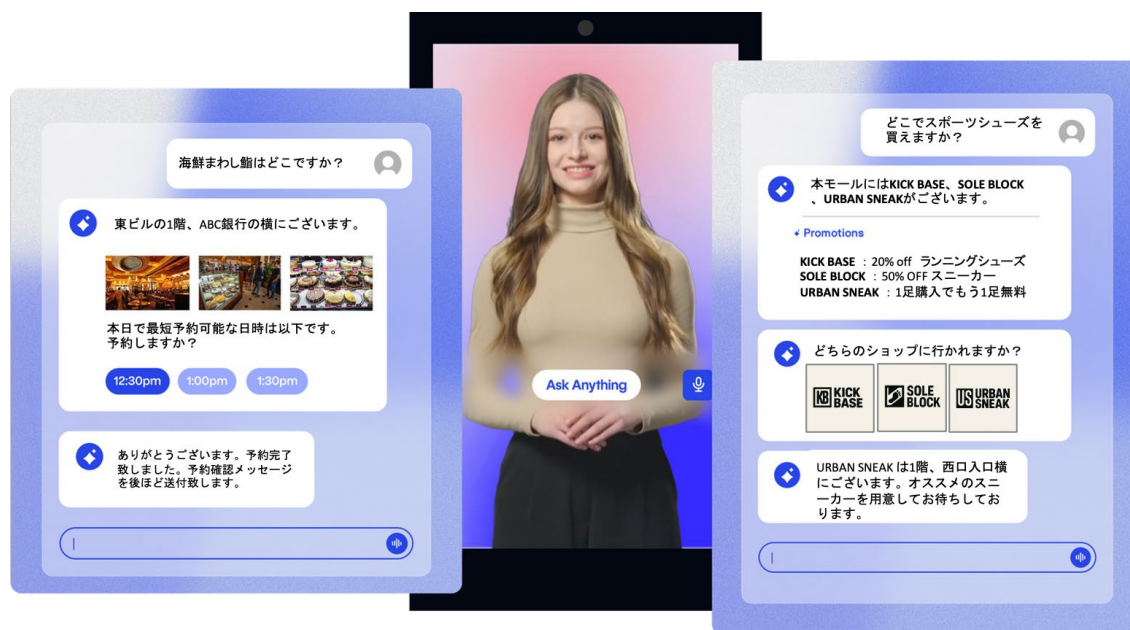 海鮮まわし鮨はどこですか？
東ビルの1階、ABC銀行の横にございます。
本日で最短予約可能な日時は以下です。
予約しますか？
12:30pm
1:00pm
1:30pm
ありがとうございます。予約完了
致しました。予約確認メッセージ
を後ほど送付致します。
Ask Anything
どこでスポーツシューズを
買えますか？
本モールにはKICK BASE、SOLE BLOCK
、URBAN SNEAKがございます。
Promotions
KICK BASE ：20% off ランニングシューズ
SOLE BLOCK ：50% OFF スニーカー
URBAN SNEAK ：1足購入でもう1足無料
どちらのショップに行かれますか？
KB KICK
BASE
SOLE
BLOCK
US URBAN
SNEAK
URBAN SNEAK は1階、西口入口横
にございます。オススメのスニ
ーカーを用意してお待ちしてお
ります。